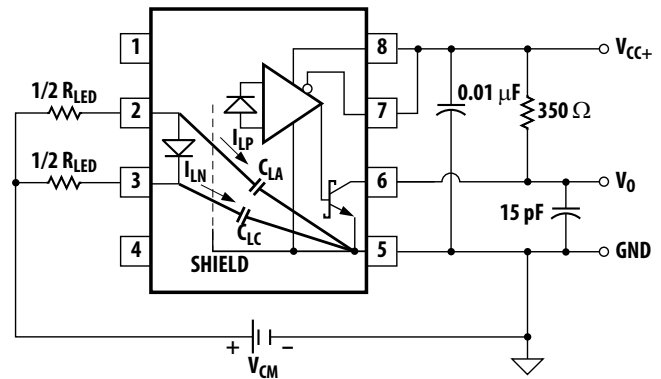 1
8
V_CC+
1/2 R_LED
0.01 μF
350 Ω
2
7
I_LP
1/2 R_LED
C_LA
I_LN
3
6
V_O
15 pF
C_LC
4
SHIELD
5
GND
+
−
V_CM